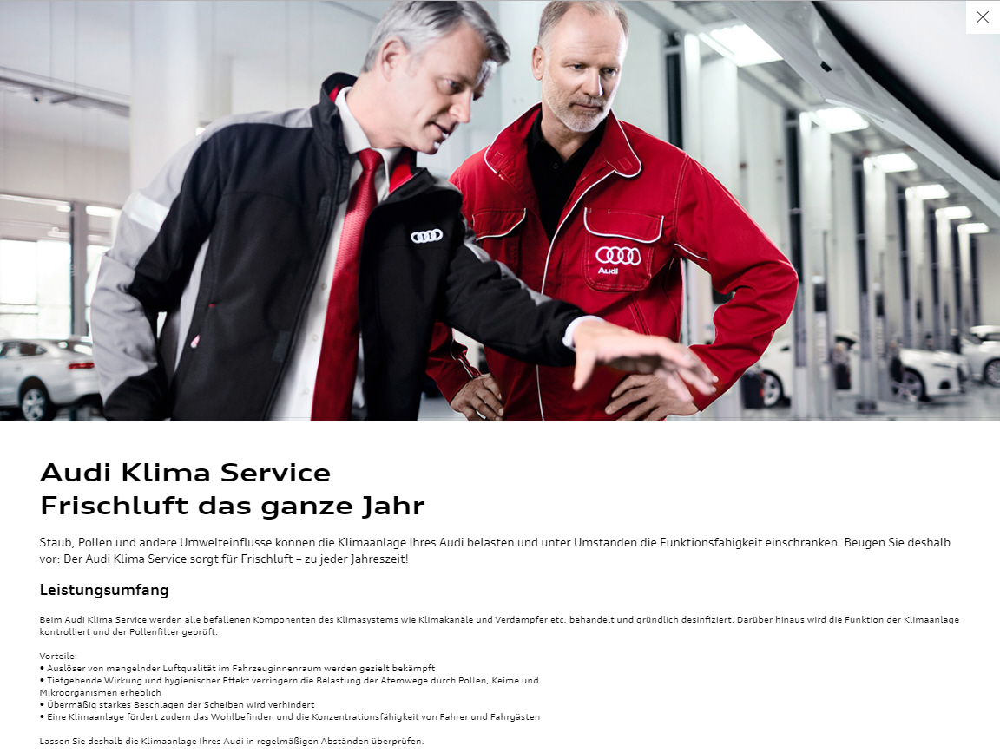 Audi
Audi Klima Service
Frischluft das ganze Jahr
Staub, Pollen und andere Umwelteinflüsse können die Klimaanlage Ihres Audi belasten und unter Umständen die Funktionsfähigkeit einschränken. Beugen Sie deshalb
vor: Der Audi Klima Service sorgt für Frischluft – zu jeder Jahreszeit!
Leistungsumfang
Beim Audi Klima Service werden alle befallenen Komponenten des Klimasystems wie Klimakanäle und Verdampfer etc. behandelt und gründlich desinfiziert. Darüber hinaus wird die Funktion der Klimaanlage
kontrolliert und der Pollenfilter geprüft.
Vorteile:
• Auslöser von mangelnder Luftqualität im Fahrzeuginnenraum werden gezielt bekämpft
• Tiefgehende Wirkung und hygienischer Effekt verringern die Belastung der Atemwege durch Pollen, Keime und
Mikroorganismen erheblich
• Übermäßig starkes Beschlagen der Scheiben wird verhindert
• Eine Klimaanlage fördert zudem das Wohlbefinden und die Konzentrationsfähigkeit von Fahrer und Fahrgästen
Lassen Sie deshalb die Klimaanlage Ihres Audi in regelmäßigen Abständen überprüfen.